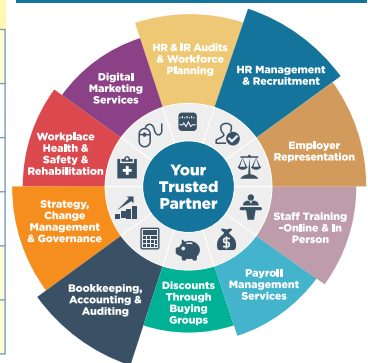 HR & IR Audits
& Workforce
Planning
HR Management
& Recruitment
Employer
Representation
Staff Training
-Online & In
Person
Payroll
Management
Services
Discounts
Through
Buying
Groups
Bookkeeping,
Accounting &
Auditing
Strategy,
Change
Management
& Governance
Workplace
Health &
Safety &
Rehabilitation
Digital
Marketing
Services
Your
Trusted
Partner
$